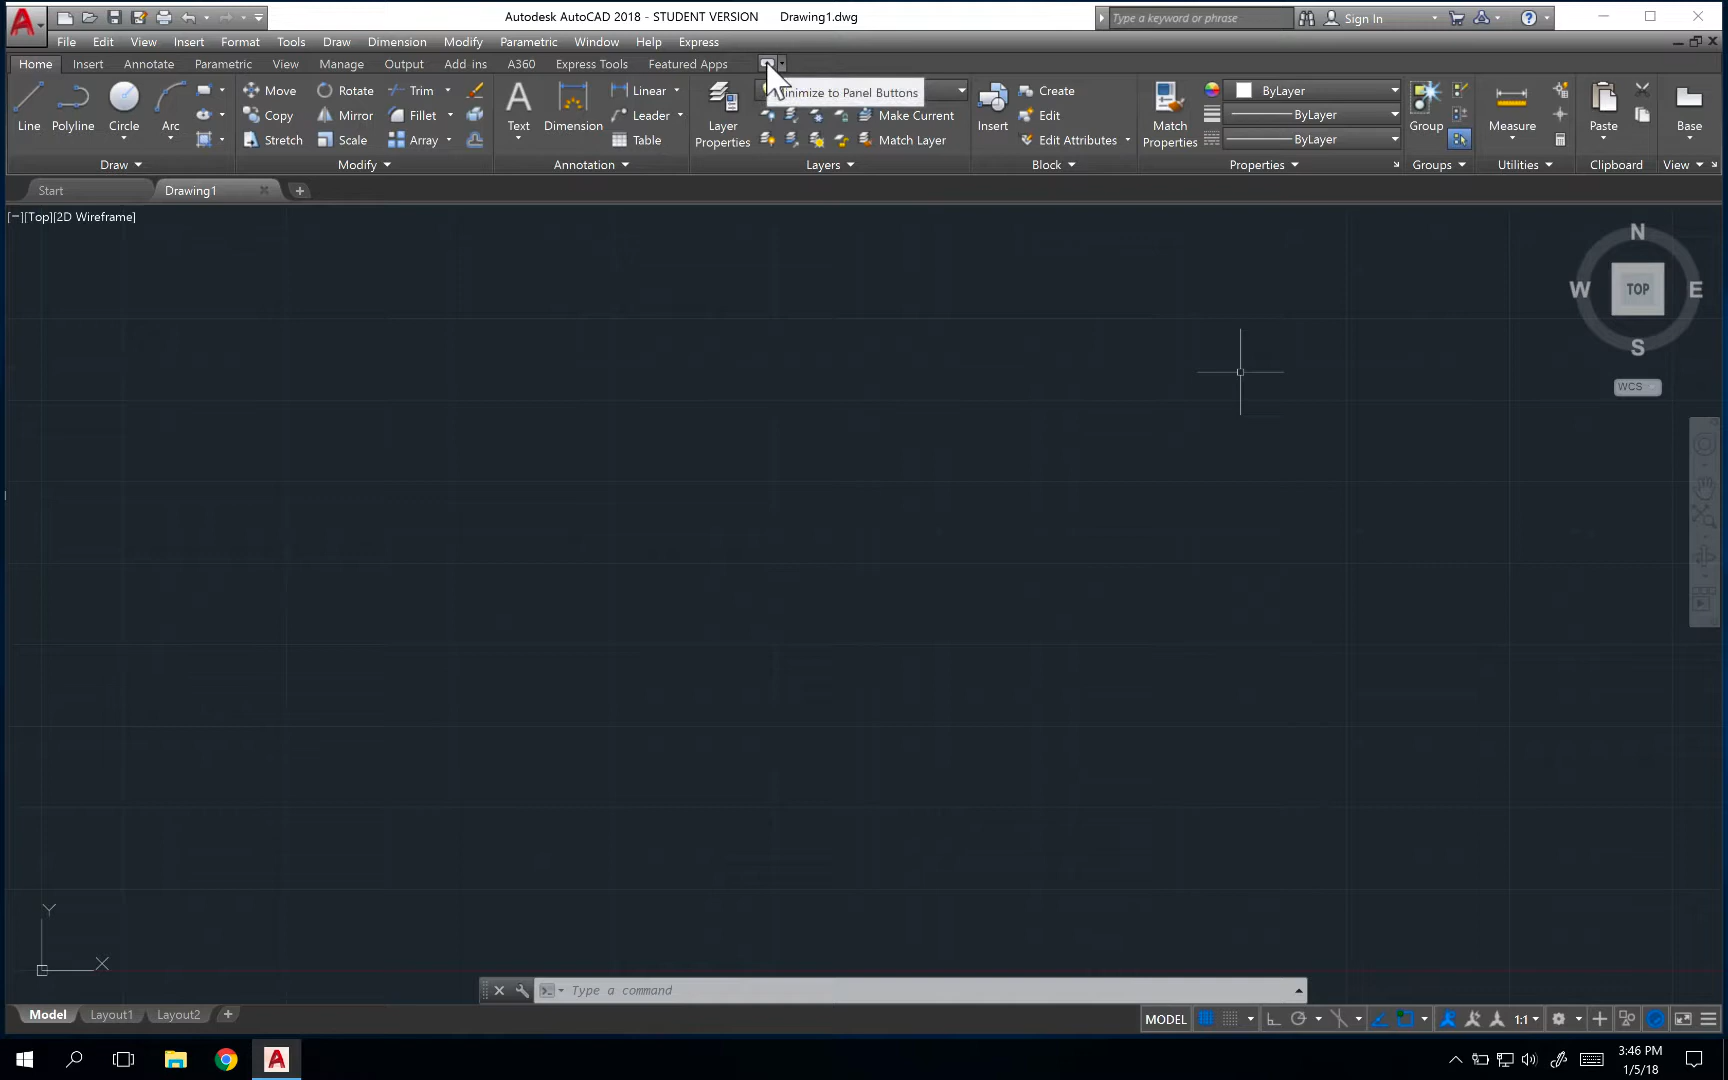 Autodesk AutoCAD 2018 - STUDENT VERSION Drawing1.dwg
Type a keyword or phrase
Sign In
File Edit View Insert Format Tools Draw Dimension Modify Parametric Window Help Express
Home Insert Annotate Parametric View Manage Output Add-ins A360 Express Tools Featured Apps
Line Polyline Circle Arc
Move Rotate Trim
Copy Mirror Fillet
Stretch Scale Array
Text Dimension
Linear
Leader
Table
Layer Properties
to Panel Buttons
Make Current
Match Layer
Insert
Create
Edit
Edit Attributes
Match Properties
ByLayer
ByLayer
ByLayer
Group
Measure
Paste
Base
Draw Modify Annotation Layers Block Properties Groups Utilities Clipboard View
Start Drawing1
[−][Top][2D Wireframe]
N
W TOP E
S
WCS
Y
X
Type a command
Model Layout1 Layout2
MODEL 1:1
3:46 PM
1/5/18